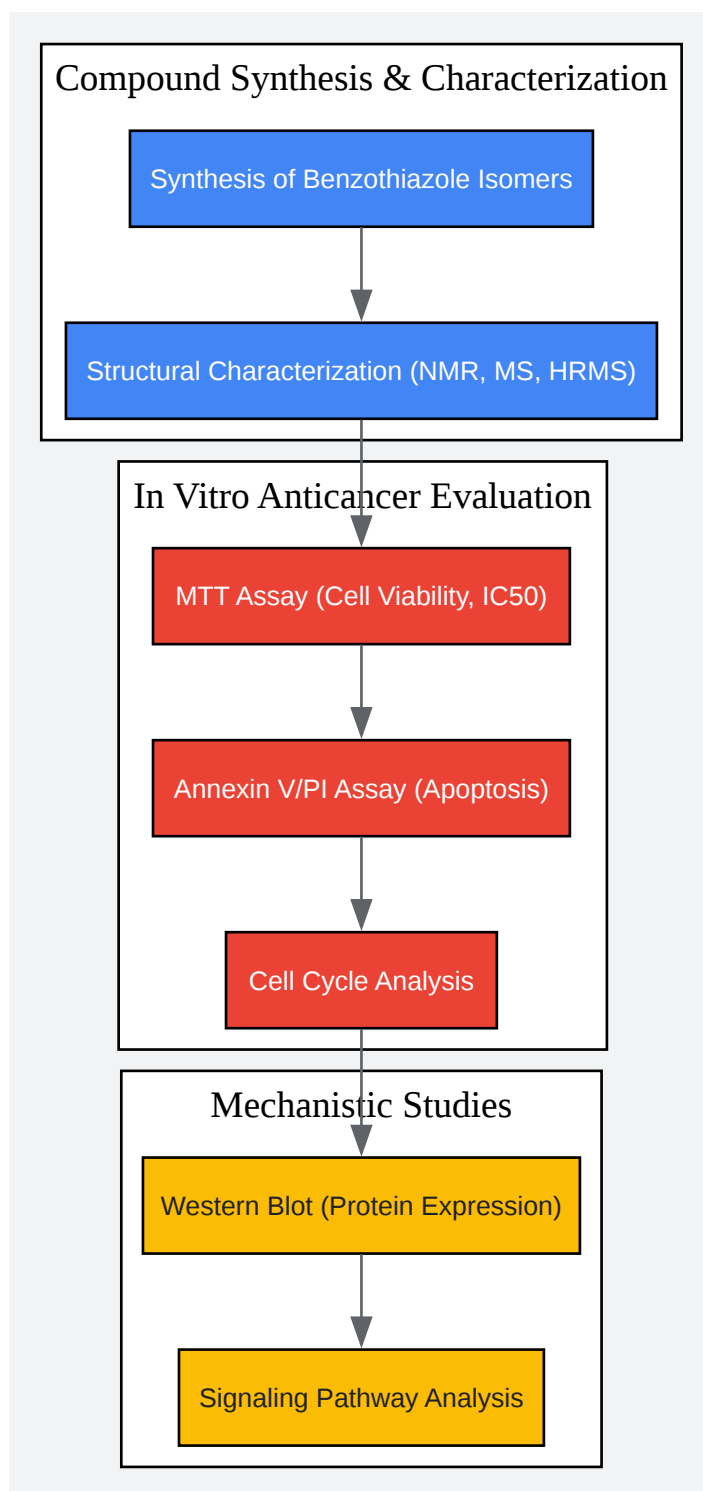 Compound Synthesis & Characterization
Synthesis of Benzothiazole Isomers
Structural Characterization (NMR, MS, HRMS)
In Vitro Anticancer Evaluation
MTT Assay (Cell Viability, IC50)
Annexin V/PI Assay (Apoptosis)
Cell Cycle Analysis
Mechanistic Studies
Western Blot (Protein Expression)
Signaling Pathway Analysis